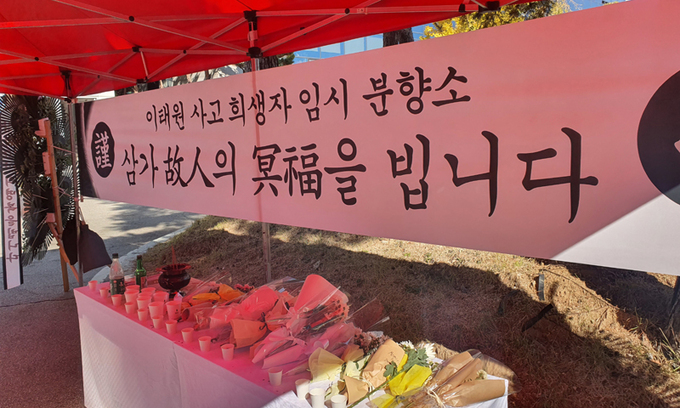 이태원 사고 희생자 임시 분향소
謹
삼가 故人의 冥福을 빕니다